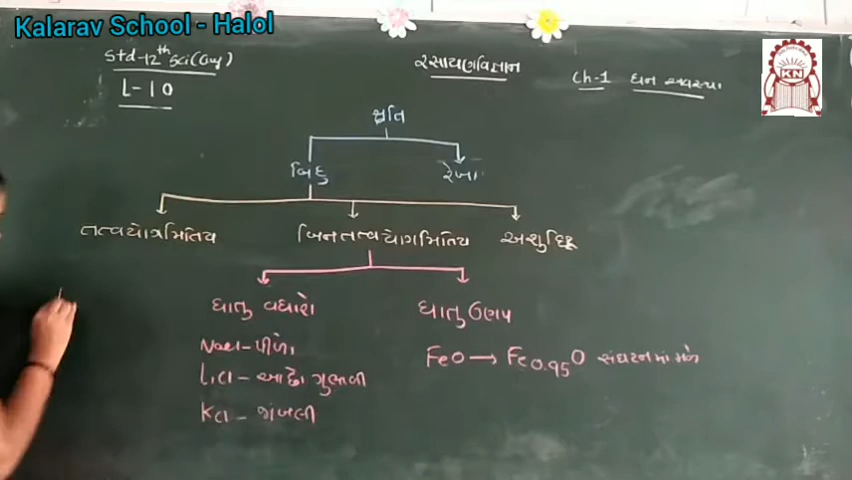 Kalarav School - Halol
Std-12th Sci (Guj)
રસાયણવિજ્ઞાન
Ch-1 ઘન અવસ્થા
L-10
KN
ક્ષતિ
બિંદુ રેખા
તત્વયોગમિતિય બિનતત્વયોગમિતિય અશુદ્ધિ
ધાતુ વધારો ધાતુ ઉણપ
NaCl - પીળો
FeO → Fe0.95O સંઘટનમાં મળે
LiCl - આછો ગુલાબી
KCl - જાંબલી